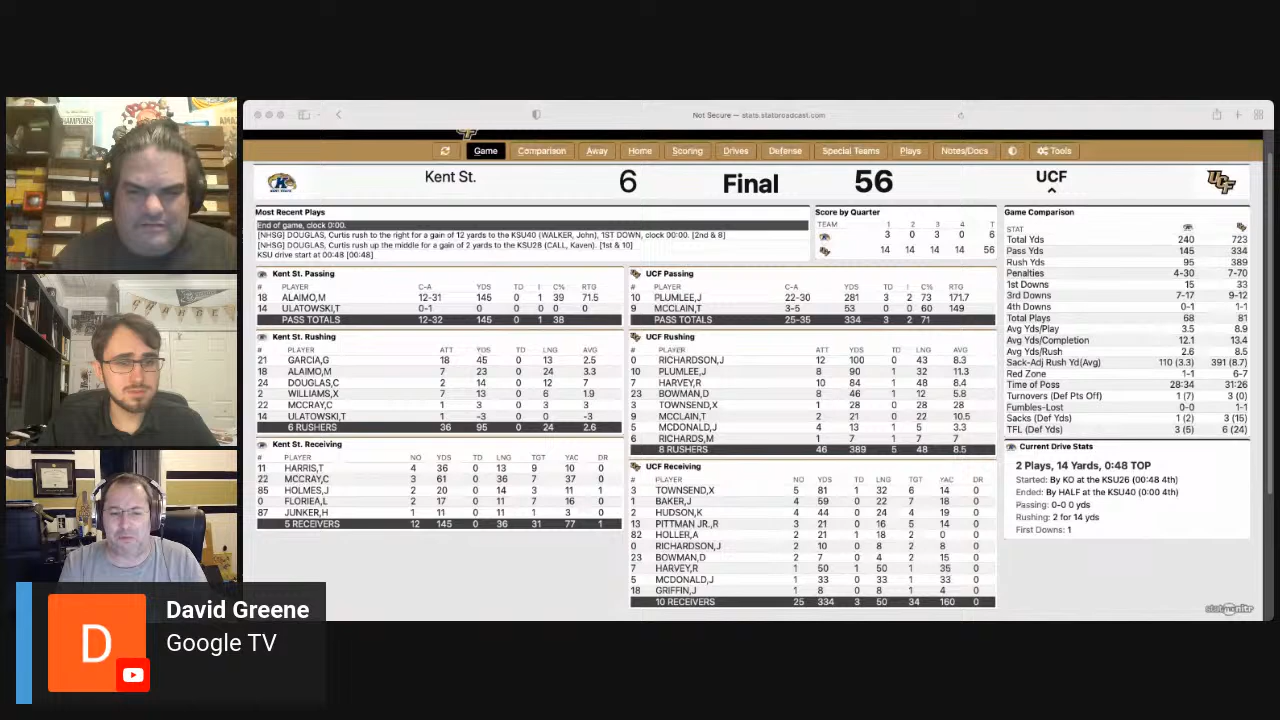 Not Secure — stats.statbroadcast.com
Game Comparison Away Home Scoring Drives Defense Special Teams Plays Notes/Docs Tools
Kent St. 6 Final 56 UCF
Most Recent Plays
End of game, clock 0:00.
[NHSG] DOUGLAS, Curtis rush to the right for a gain of 12 yards to the KSU40 (WALKER, John), 1ST DOWN, clock 00:00. [2nd & 8]
[NHSG] DOUGLAS, Curtis rush up the middle for a gain of 2 yards to the KSU28 (CALL, Kaven). [1st & 10]
KSU drive start at 00:48 [00:48]
Score by Quarter
TEAM 1 2 3 4 T
3 0 3 0 6
14 14 14 14 56
Kent St. Passing
# PLAYER C-A YDS TD I C% RTG
18 ALAIMO,M 12-31 145 0 1 39 71.5
14 ULATOWSKI,T 0-1 0 0 0
PASS TOTALS 12-32 145 0 1 38
Kent St. Rushing
# PLAYER ATT YDS TD LNG AVG
21 GARCIA,G 18 45 0 13 2.5
18 ALAIMO,M 7 23 0 24 3.3
24 DOUGLAS,C 2 14 0 12 7
2 WILLIAMS,X 7 13 0 6 1.9
22 MCCRAY,C 1 3 0 3 3
14 ULATOWSKI,T 1 -3 0 0 -3
6 RUSHERS 36 95 0 24 2.6
Kent St. Receiving
# PLAYER NO YDS TD LNG TGT YAC DR
11 HARRIS,T 4 36 0 13 9 10 0
22 MCCRAY,C 3 61 0 36 7 37 0
85 HOLMES,J 2 20 0 14 3 11 1
0 FLORIEA,L 2 17 0 11 7 16 0
87 JUNKER,H 1 11 0 11 1 3 0
5 RECEIVERS 12 145 0 36 31 77 1
UCF Passing
# PLAYER C-A YDS TD I C% RTG
10 PLUMLEE,J 22-30 281 3 2 73 171.7
9 MCCLAIN,T 3-5 53 0 0 60 149
PASS TOTALS 25-35 334 3 2 71
UCF Rushing
# PLAYER ATT YDS TD LNG AVG
0 RICHARDSON,J 12 100 1 43 8.3
10 PLUMLEE,J 8 90 1 32 11.3
7 HARVEY,R 10 84 1 48 8.4
23 BOWMAN,D 8 46 1 12 5.8
3 TOWNSEND,X 1 28 0 28 28
9 MCCLAIN,T 2 21 0 22 10.5
5 MCDONALD,J 4 13 1 5 3.3
6 RICHARDS,M 1 7 1 7 7
8 RUSHERS 46 389 5 48 8.5
UCF Receiving
# PLAYER NO YDS TD LNG TGT YAC DR
3 TOWNSEND,X 5 81 1 32 6 14 0
1 BAKER,J 4 59 0 22 7 18 0
2 HUDSON,K 4 44 0 24 4 19 0
13 PITTMAN JR.,R 3 21 0 16 5 14 0
82 HOLLER,A 2 21 1 18 2 0 0
0 RICHARDSON,J 2 10 0 8 2 8 0
23 BOWMAN,D 2 7 0 4 2 15 0
7 HARVEY,R 1 50 1 50 1 35 0
5 MCDONALD,J 1 33 0 33 1 33 0
18 GRIFFIN,J 1 8 0 8 1 4 0
10 RECEIVERS 25 334 3 50 34 160 0
Game Comparison
STAT
Total Yds 240 723
Pass Yds 145 334
Rush Yds 95 389
Penalties 4-30 7-70
1st Downs 15 33
3rd Downs 7-17 9-12
4th Downs 0-1 1-1
Total Plays 68 81
Avg Yds/Play 3.5 8.9
Avg Yds/Completion 12.1 13.4
Avg Yds/Rush 2.6 8.5
Sack-Adj Rush Yd(Avg) 110 (3.3) 391 (8.7)
Red Zone 1-1 6-7
Time of Poss 28:34 31:26
Turnovers (Def Pts Off) 1 (7) 3 (0)
Fumbles-Lost 0-0 1-1
Sacks (Def Yds) 1 (2) 3 (15)
TFL (Def Yds) 3 (5) 6 (24)
Current Drive Stats
2 Plays, 14 Yards, 0:48 TOP
Started: By KO at the KSU26 (00:48 4th)
Ended: By HALF at the KSU40 (0:00 4th)
Passing: 0-0 0 yds
Rushing: 2 for 14 yds
First Downs: 1
D
David Greene
Google TV